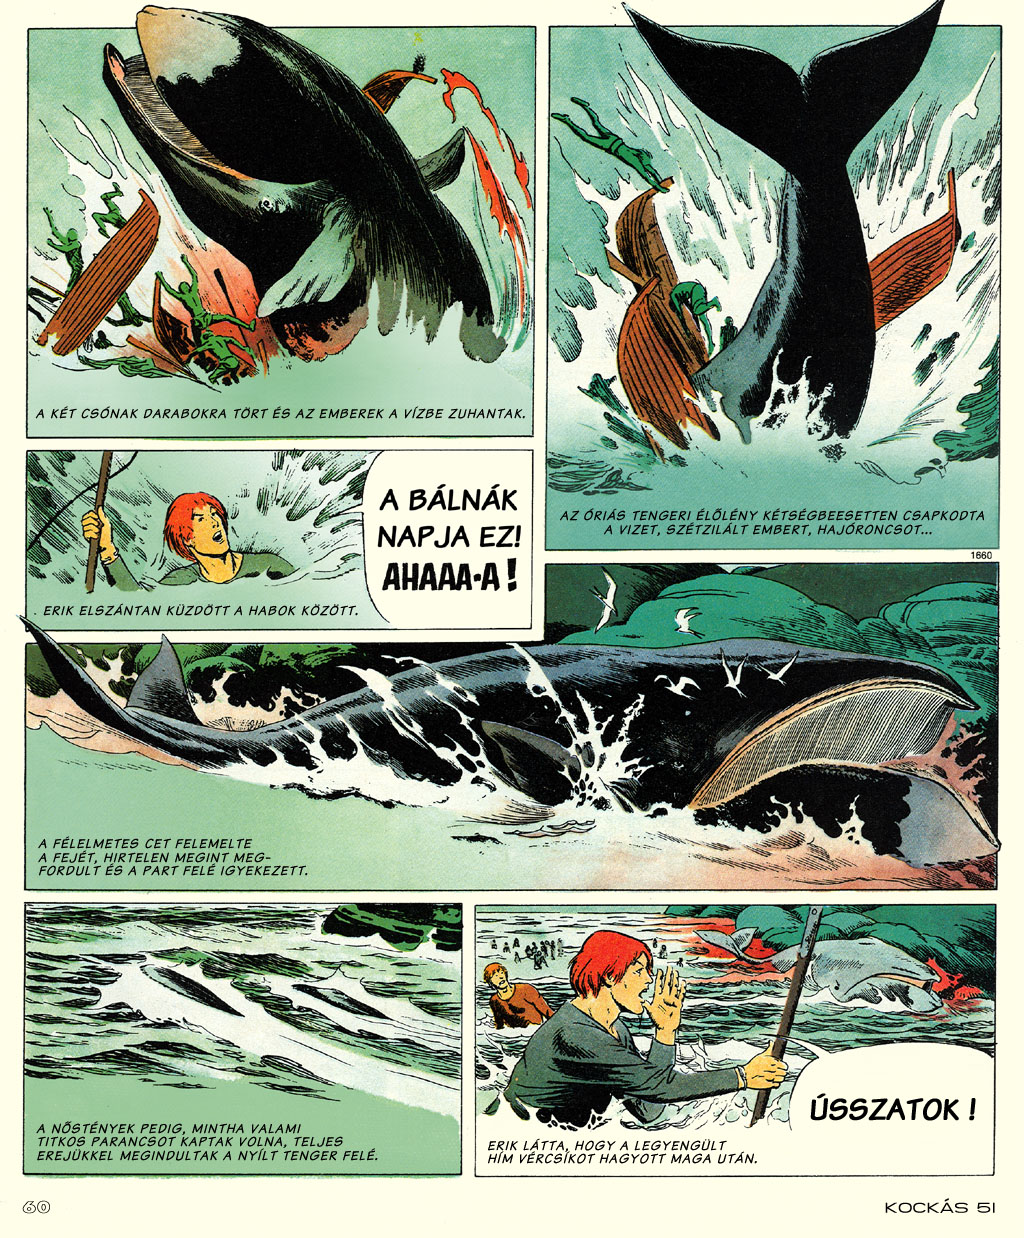 A KÉT CSÓNAK DARABOKRA TÖRT ÉS AZ EMBEREK A VÍZBE ZUHANTAK.
AZ ÓRIÁS TENGERI ÉLŐLÉNY KÉTSÉGBEESETTEN CSAPKODTA
A VIZET, SZÉTZILÁLT EMBERT, HAJÓRONCSOT...
1660
A BÁLNÁK
NAPJA EZ!
AHAAA-A!
ERIK ELSZÁNTAN KÜZDÖTT A HABOK KÖZÖTT.
A FÉLELMETES CET FELEMELTE
A FEJÉT, HIRTELEN MEGINT MEG-
FORDULT ÉS A PART FELÉ IGYEKEZETT.
A NŐSTÉNYEK PEDIG, MINTHA VALAMI
TITKOS PARANCSOT KAPTAK VOLNA, TELJES
EREJÜKKEL MEGINDULTAK A NYÍLT TENGER FELÉ.
ÚSSZATOK!
ERIK LÁTTA, HOGY A LEGYENGÜLT
HÍM VÉRCSÍKOT HAGYOTT MAGA UTÁN.
60
KOCKÁS 51